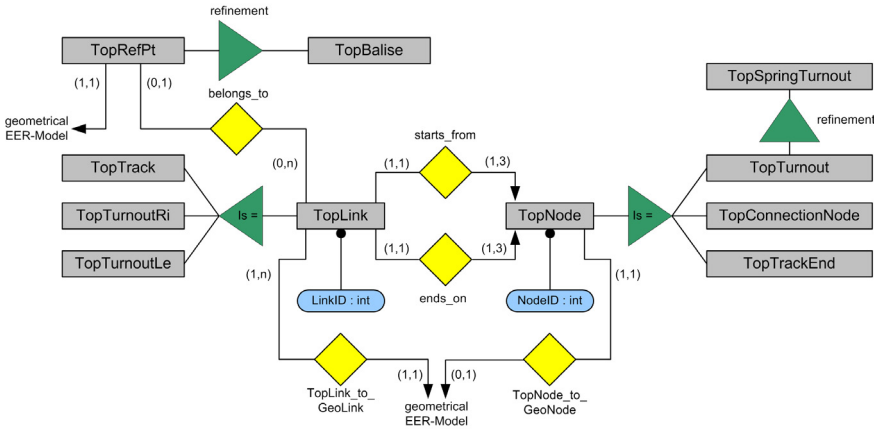 refinement
TopRefPt
TopBalise
(1,1)
(0,1)
belongs_to
geometrical
EER-Model
(0,n)
TopSpringTurnout
refinement
starts_from
(1,1)
(1,3)
TopTrack
TopTurnoutRi
TopTurnoutLe
Is =
TopLink
TopNode
Is =
TopTurnout
TopConnectionNode
TopTrackEnd
(1,1)
(1,3)
(1,n)
(1,1)
LinkID : int
ends_on
NodeID : int
TopLink_to_
GeoLink
(1,1)
(0,1)
TopNode_to_
GeoNode
geometrical
EER-Model